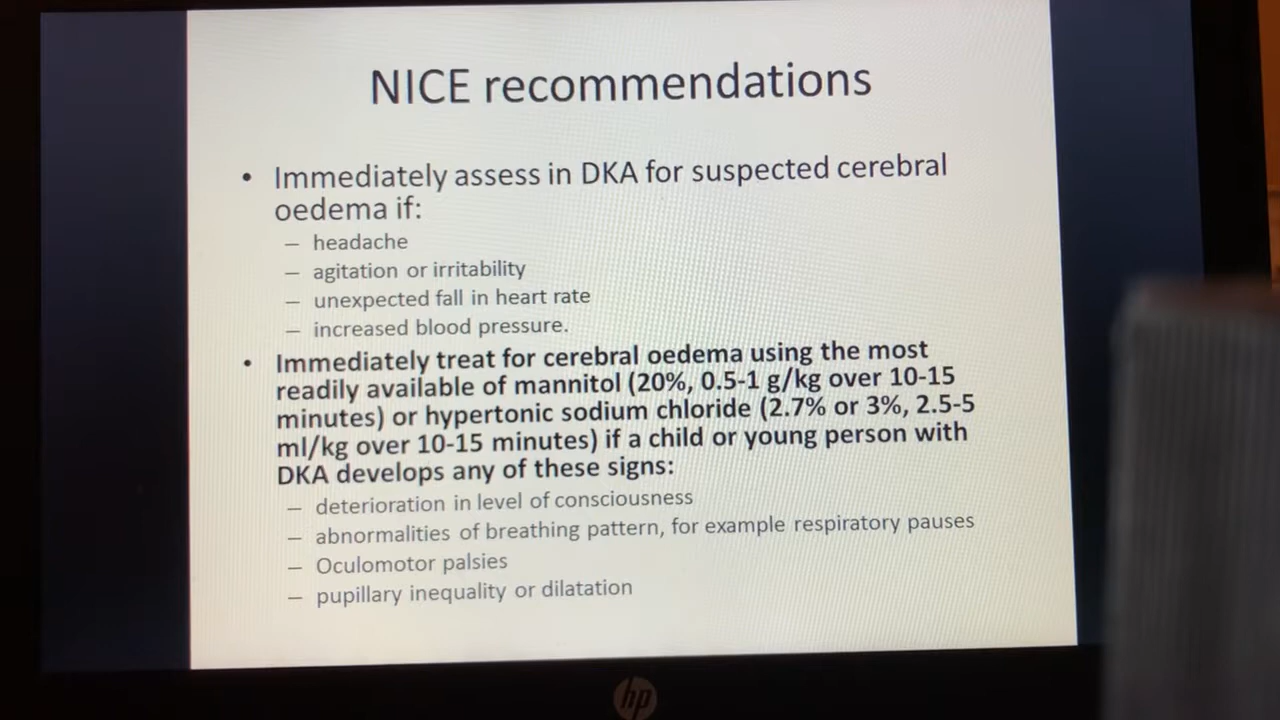 NICE recommendations
• Immediately assess in DKA for suspected cerebral
oedema if:
– headache
– agitation or irritability
– unexpected fall in heart rate
– increased blood pressure.
• Immediately treat for cerebral oedema using the most
readily available of mannitol (20%, 0.5-1 g/kg over 10-15
minutes) or hypertonic sodium chloride (2.7% or 3%, 2.5-5
ml/kg over 10-15 minutes) if a child or young person with
DKA develops any of these signs:
– deterioration in level of consciousness
– abnormalities of breathing pattern, for example respiratory pauses
– Oculomotor palsies
– pupillary inequality or dilatation
hp